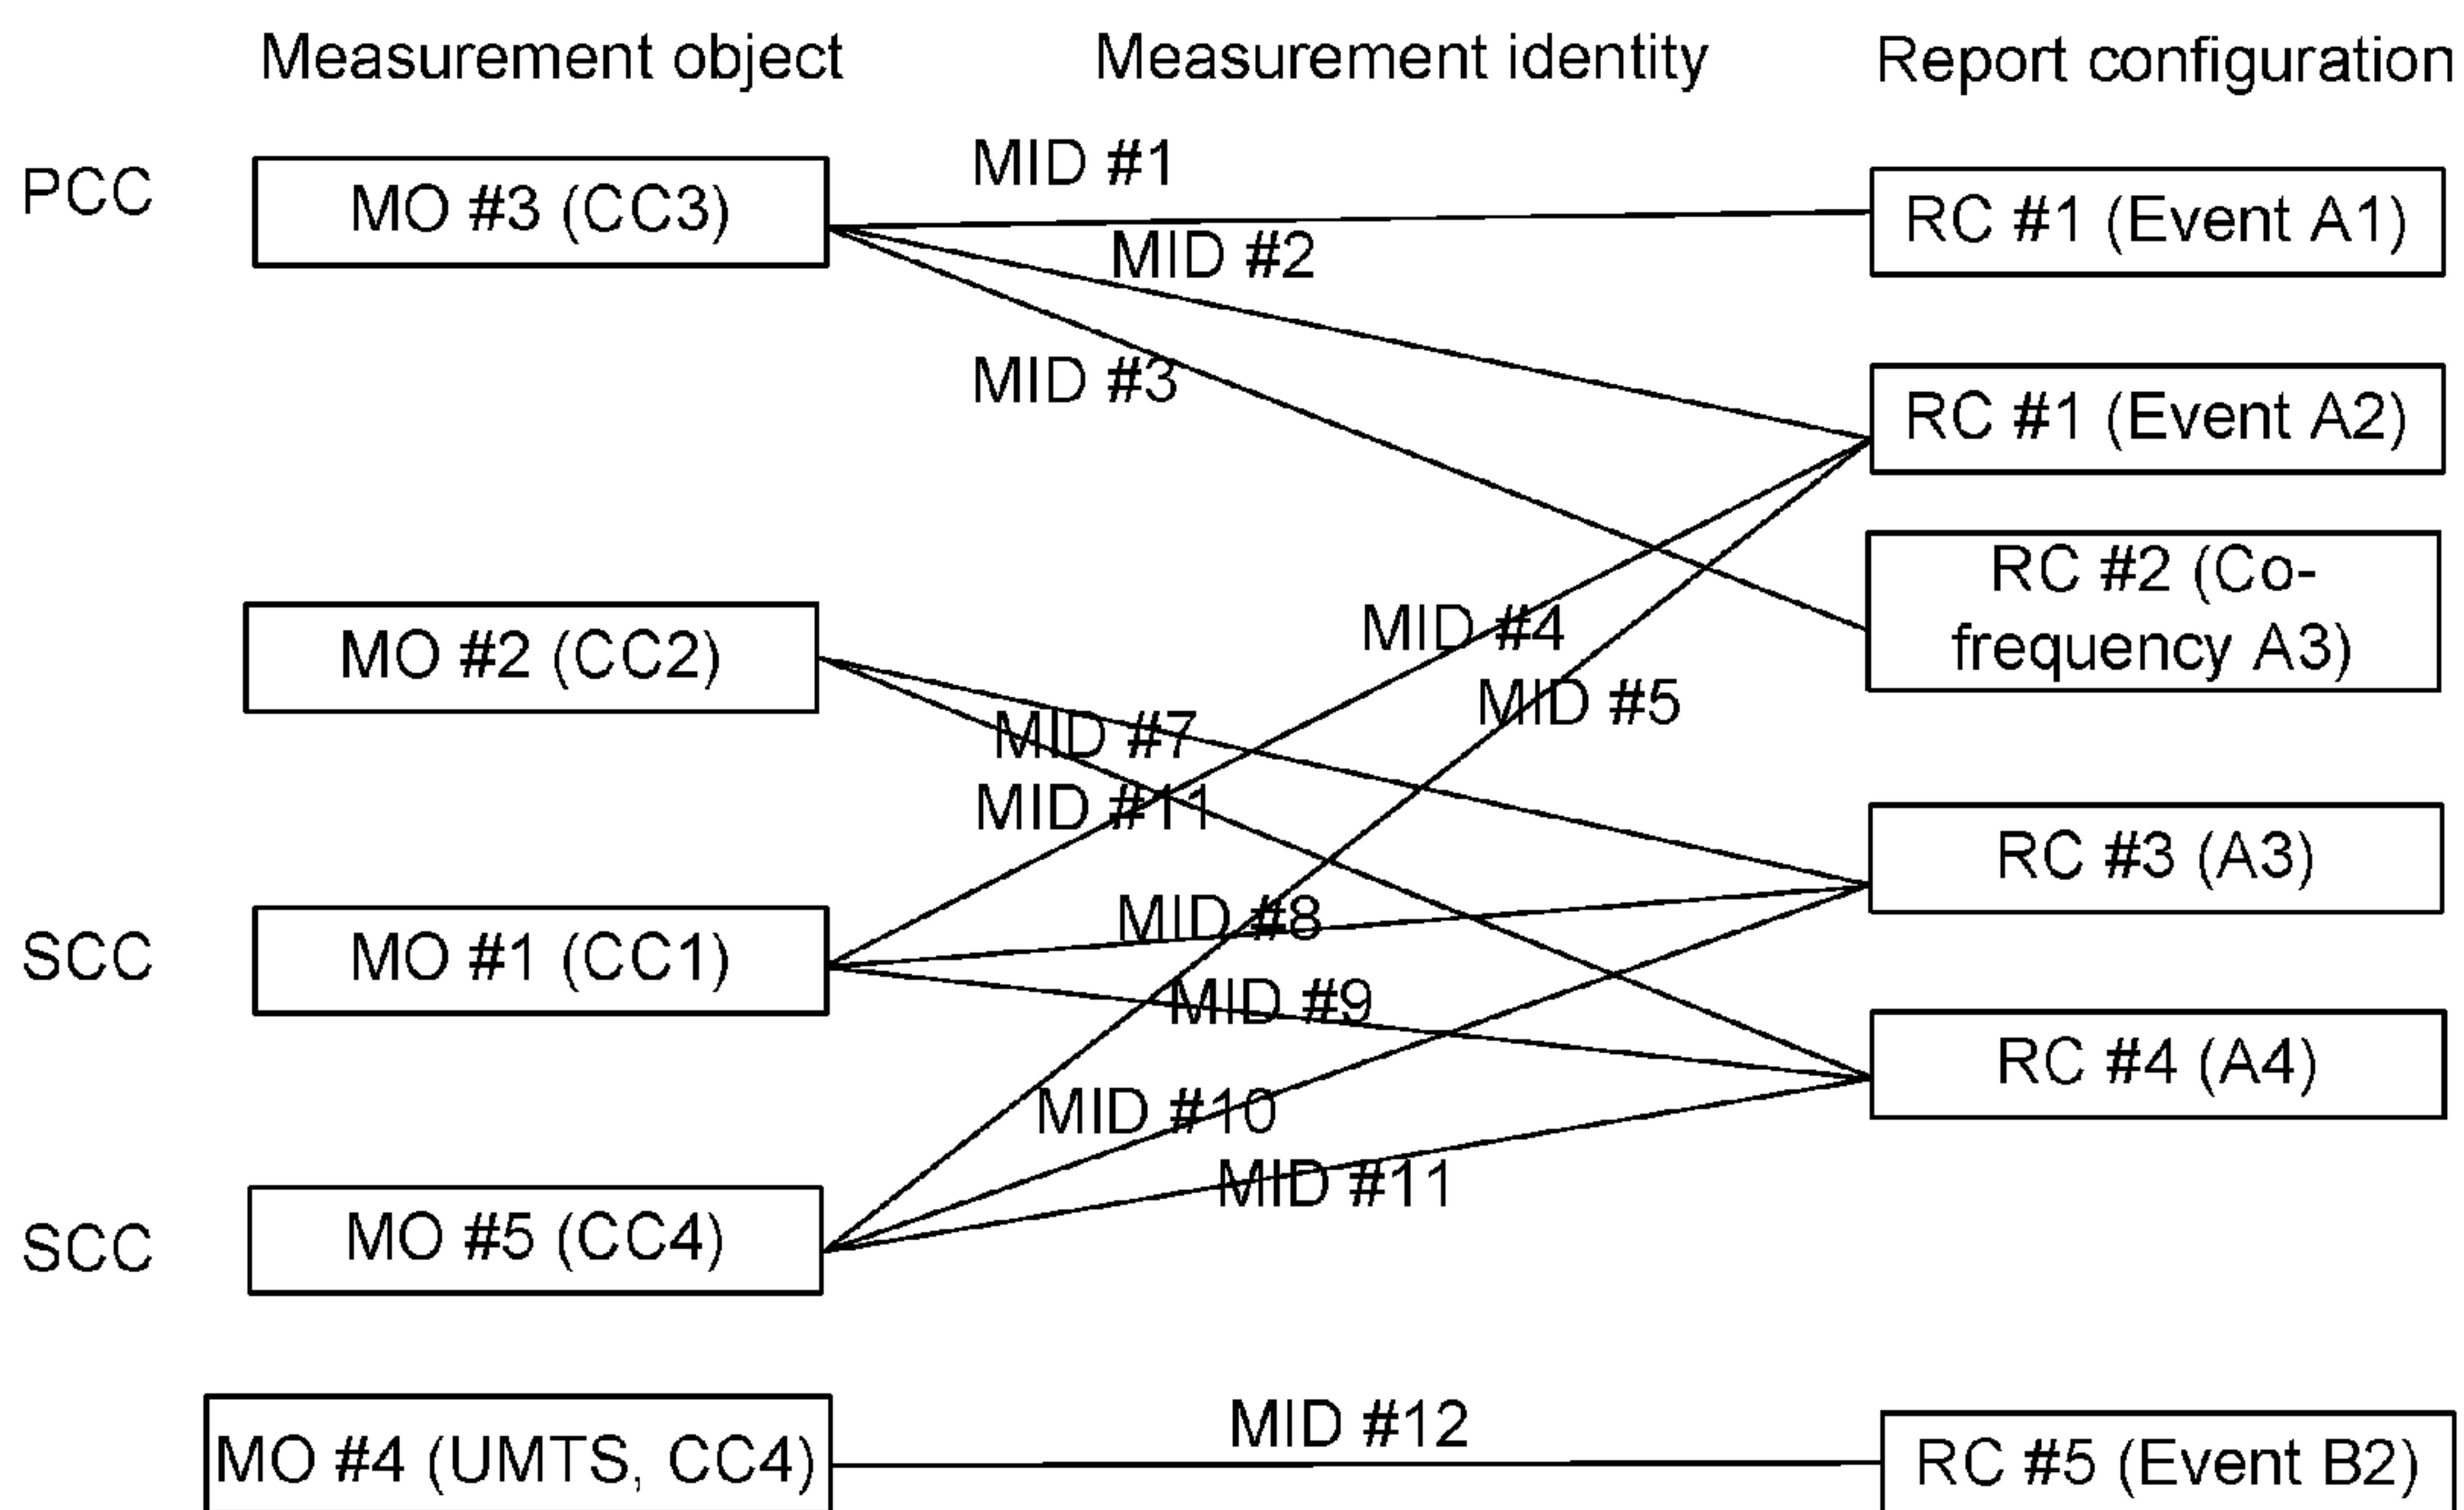 Measurement object Measurement identity Report configuration
PCC MO #3 (CC3) MID #1 RC #1 (Event A1)
MID #2
MID #3 RC #1 (Event A2)
RC #2 (Co-
frequency A3)
MO #2 (CC2) MID #4
MID #5
MID #7
MID #11 RC #3 (A3)
SCC MO #1 (CC1) MID #8
MID #9 RC #4 (A4)
MID #10
MID #11
SCC MO #5 (CC4)
MO #4 (UMTS, CC4) MID #12 RC #5 (Event B2)